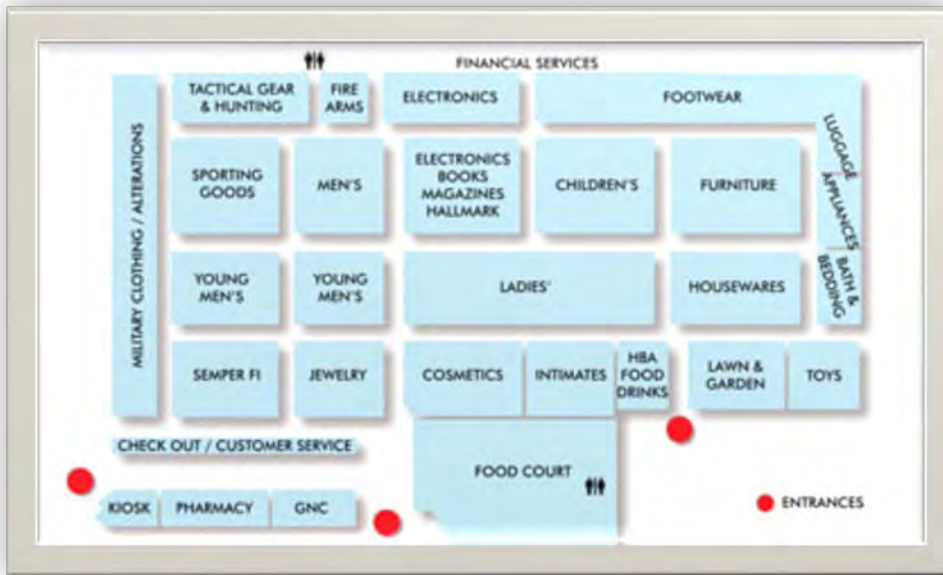 FINANCIAL SERVICES
TACTICAL GEAR
& HUNTING
FIRE
ARMS
ELECTRONICS
FOOTWEAR
LUGGAGE
APPLIANCES
BATH &
BEDDING
MILITARY CLOTHING / ALTERATIONS
SPORTING
GOODS
MEN'S
ELECTRONICS
BOOKS
MAGAZINES
HALLMARK
CHILDREN'S
FURNITURE
YOUNG
MEN'S
YOUNG
MEN'S
LADIES'
HOUSEWARES
SEMPER FI
JEWELRY
COSMETICS
INTIMATES
HBA
FOOD
DRINKS
LAWN &
GARDEN
TOYS
CHECK OUT / CUSTOMER SERVICE
FOOD COURT
KIOSK
PHARMACY
GNC
ENTRANCES